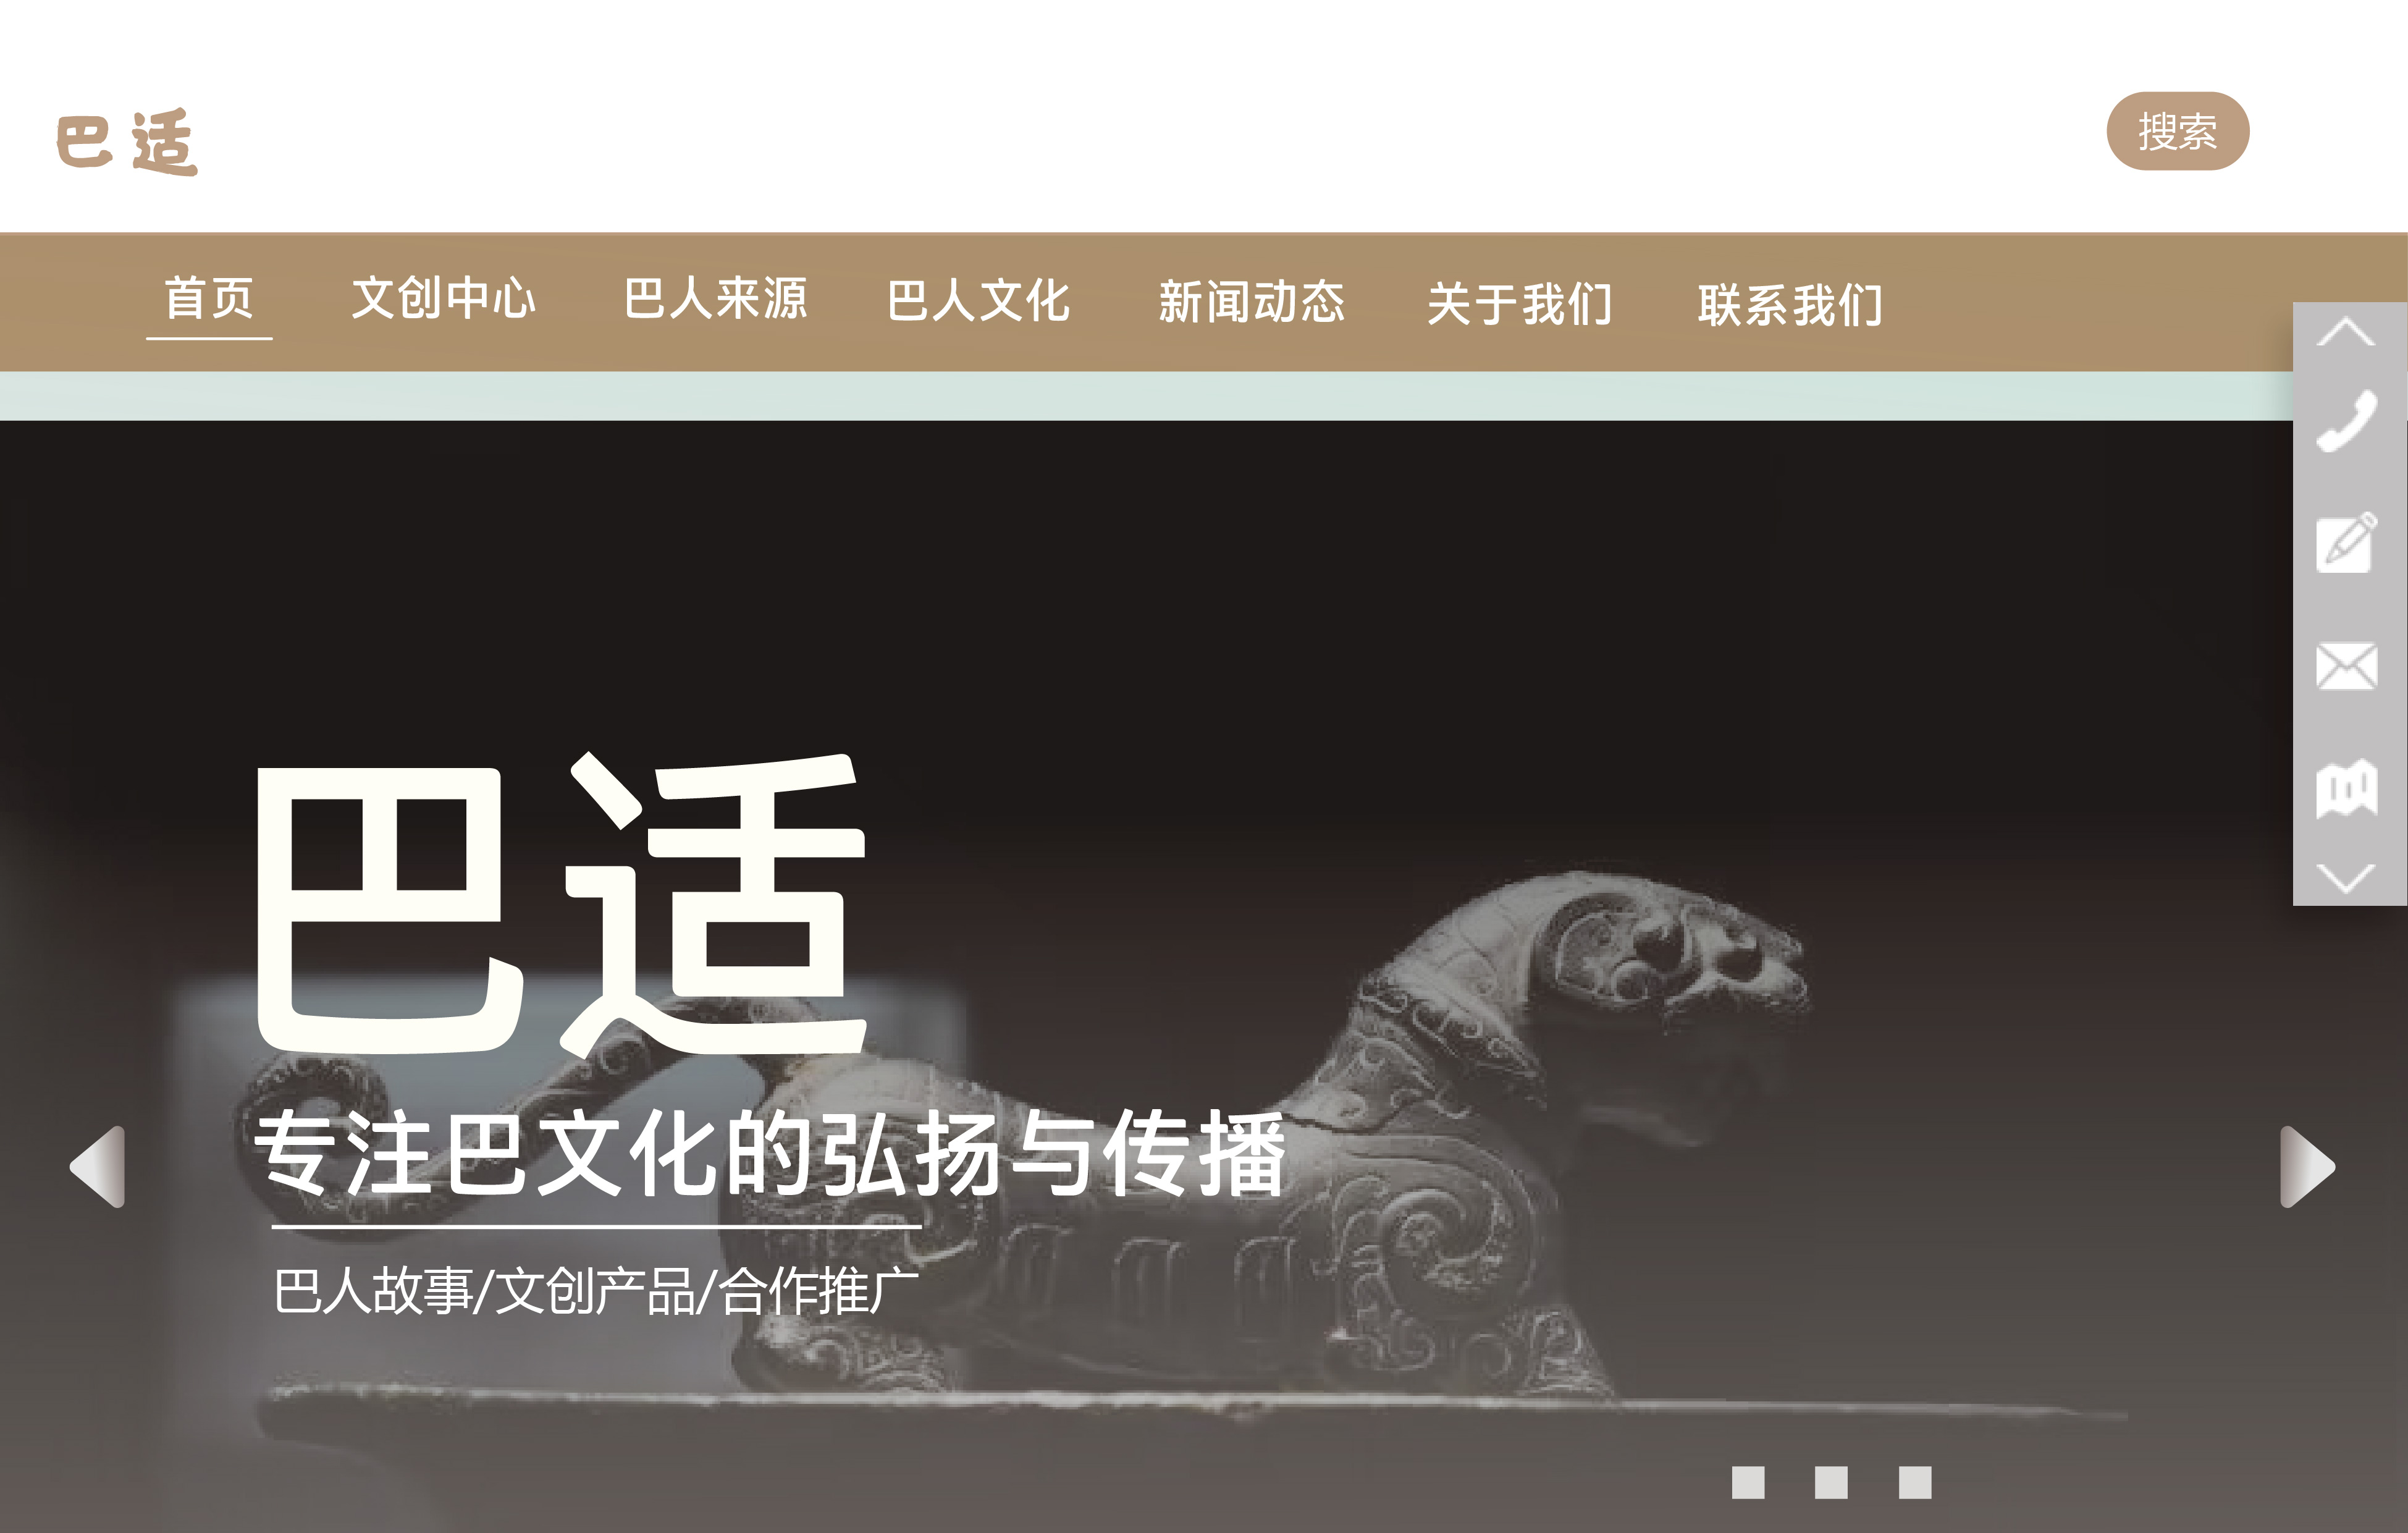 巴适
搜索
首页 文创中心 巴人来源 巴人文化 新闻动态 关于我们 联系我们
巴适
专注巴文化的弘扬与传播
巴人故事/文创产品/合作推广